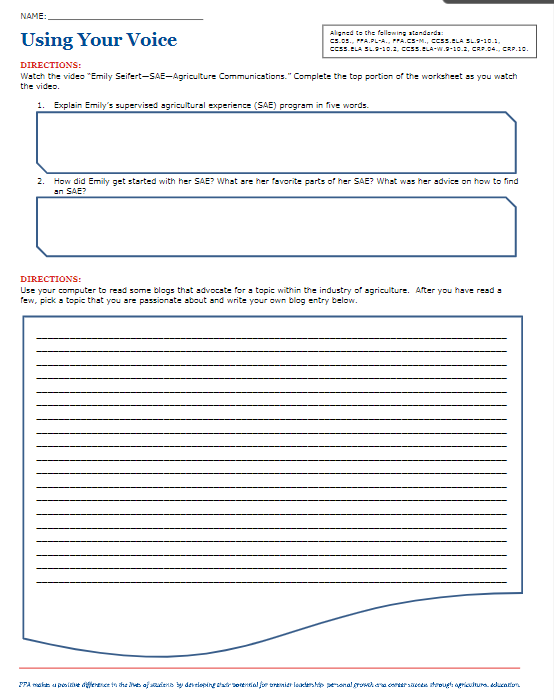 NAME:
Using Your Voice
Aligned to the following standards:
CS.05., FFA.PL-A., FFA.CS-M., CCSS.ELA SL.9-10.1,
CCSS.ELA SL.9-10.2, CCSS.ELA-W.9-10.2, CRP.04., CRP.10.
DIRECTIONS:
Watch the video "Emily Seifert—SAE—Agriculture Communications." Complete the top portion of the worksheet as you watch
the video.
1. Explain Emily's supervised agricultural experience (SAE) program in five words.
2. How did Emily get started with her SAE? What are her favorite parts of her SAE? What was her advice on how to find
an SAE?
DIRECTIONS:
Use your computer to read some blogs that advocate for a topic within the industry of agriculture. After you have read a
few, pick a topic that you are passionate about and write your own blog entry below.
FFA makes a positive difference in the lives of students by developing their potential for premier leadership, personal growth and career success through agricultural education.